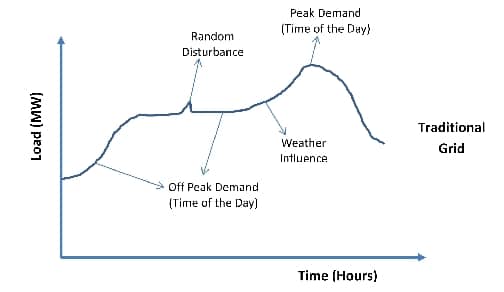 Peak Demand
(Time of the Day)
Random
Disturbance
Load (MW)
Traditional
Grid
Weather
Influence
Off Peak Demand
(Time of the Day)
Time (Hours)